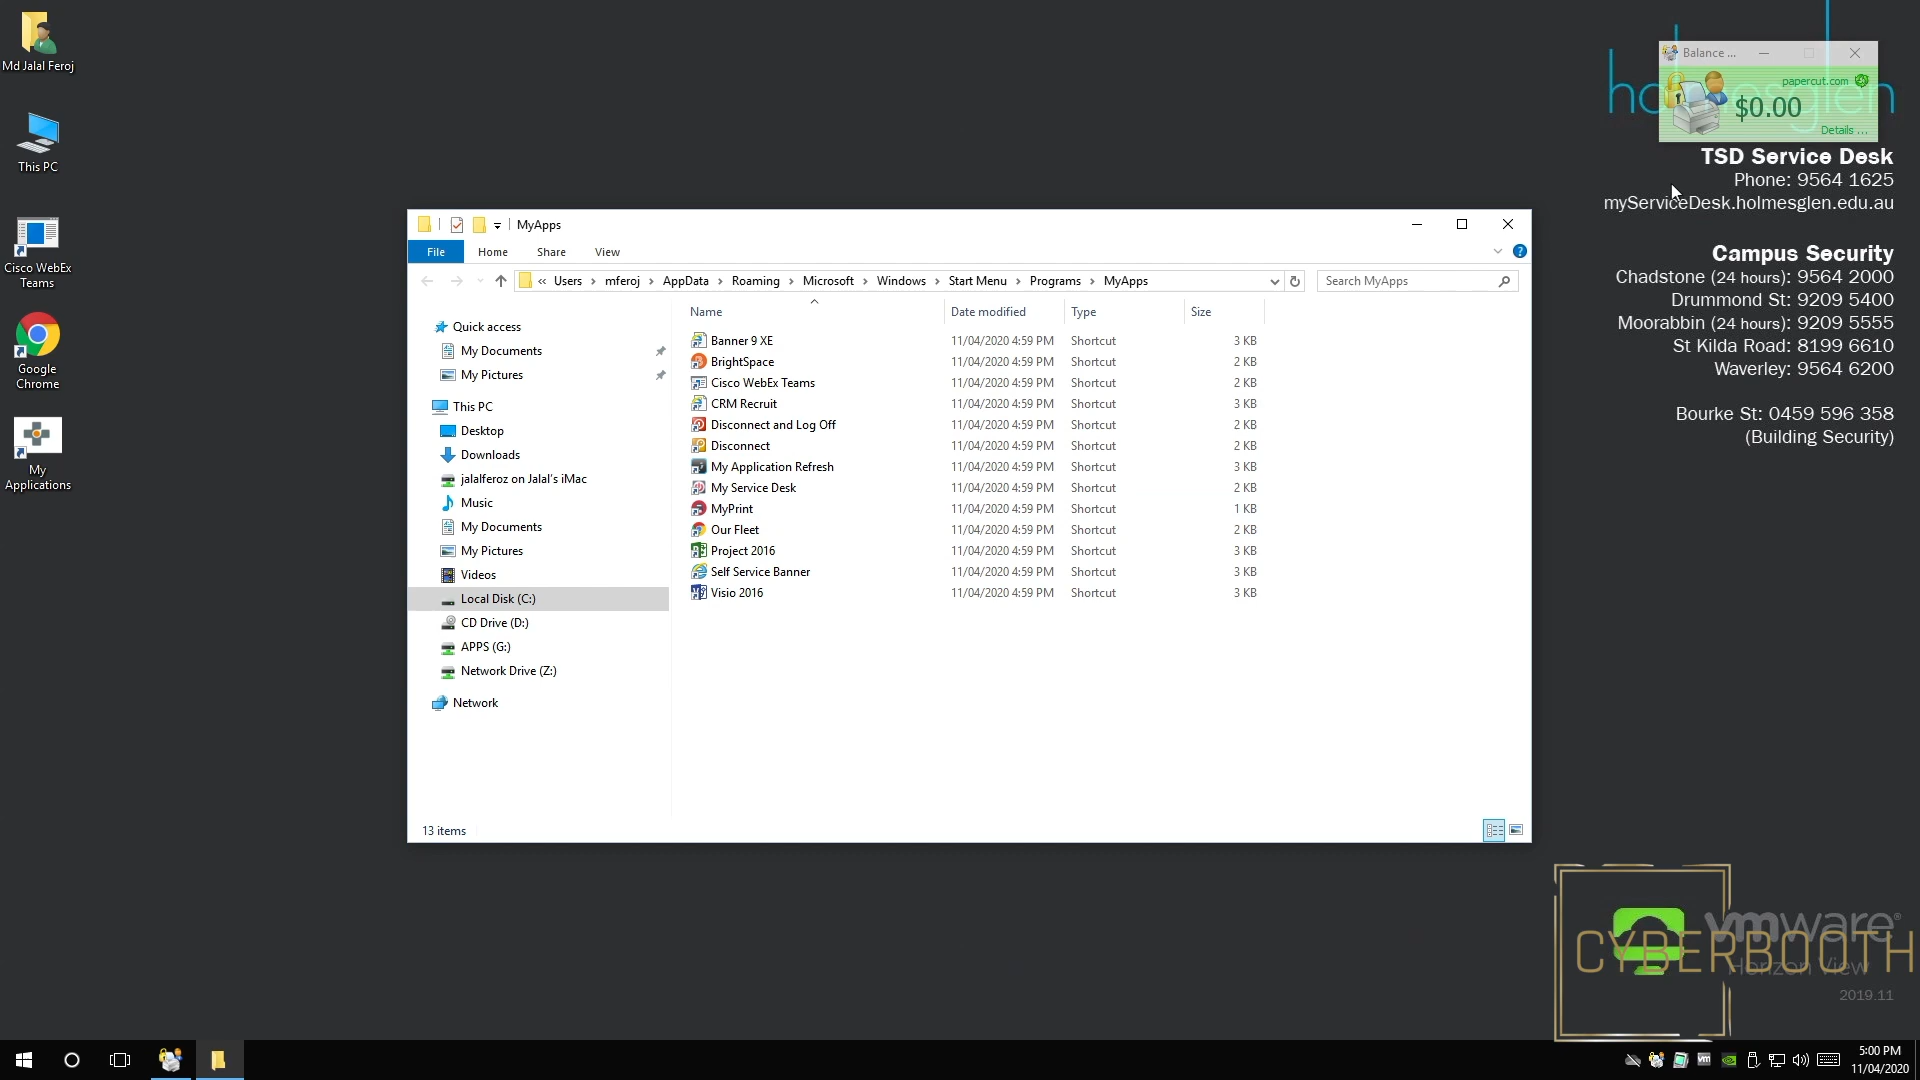 Md Jalal Feroj
This PC
Cisco WebEx
Teams
Google
Chrome
My
Applications
Balance ...
papercut.com
$0.00
Details ...
holmesglen
TSD Service Desk
Phone: 9564 1625
myServiceDesk.holmesglen.edu.au
Campus Security
Chadstone (24 hours): 9564 2000
Drummond St: 9209 5400
Moorabbin (24 hours): 9209 5555
St Kilda Road: 8199 6610
Waverley: 9564 6200
Bourke St: 0459 596 358
(Building Security)
MyApps
File Home Share View
« Users > mferoj > AppData > Roaming > Microsoft > Windows > Start Menu > Programs > MyApps
Search MyApps
Quick access
My Documents
My Pictures
This PC
Desktop
Downloads
jalalferoz on Jalal's iMac
Music
My Documents
My Pictures
Videos
Local Disk (C:)
CD Drive (D:)
APPS (G:)
Network Drive (Z:)
Network
Name Date modified Type Size
Banner 9 XE 11/04/2020 4:59 PM Shortcut 3 KB
BrightSpace 11/04/2020 4:59 PM Shortcut 2 KB
Cisco WebEx Teams 11/04/2020 4:59 PM Shortcut 2 KB
CRM Recruit 11/04/2020 4:59 PM Shortcut 3 KB
Disconnect and Log Off 11/04/2020 4:59 PM Shortcut 2 KB
Disconnect 11/04/2020 4:59 PM Shortcut 2 KB
My Application Refresh 11/04/2020 4:59 PM Shortcut 3 KB
My Service Desk 11/04/2020 4:59 PM Shortcut 2 KB
MyPrint 11/04/2020 4:59 PM Shortcut 1 KB
Our Fleet 11/04/2020 4:59 PM Shortcut 2 KB
Project 2016 11/04/2020 4:59 PM Shortcut 3 KB
Self Service Banner 11/04/2020 4:59 PM Shortcut 3 KB
Visio 2016 11/04/2020 4:59 PM Shortcut 3 KB
13 items
vmware®
CYBERBOOTH
Horizon View
2019.11
5:00 PM
11/04/2020